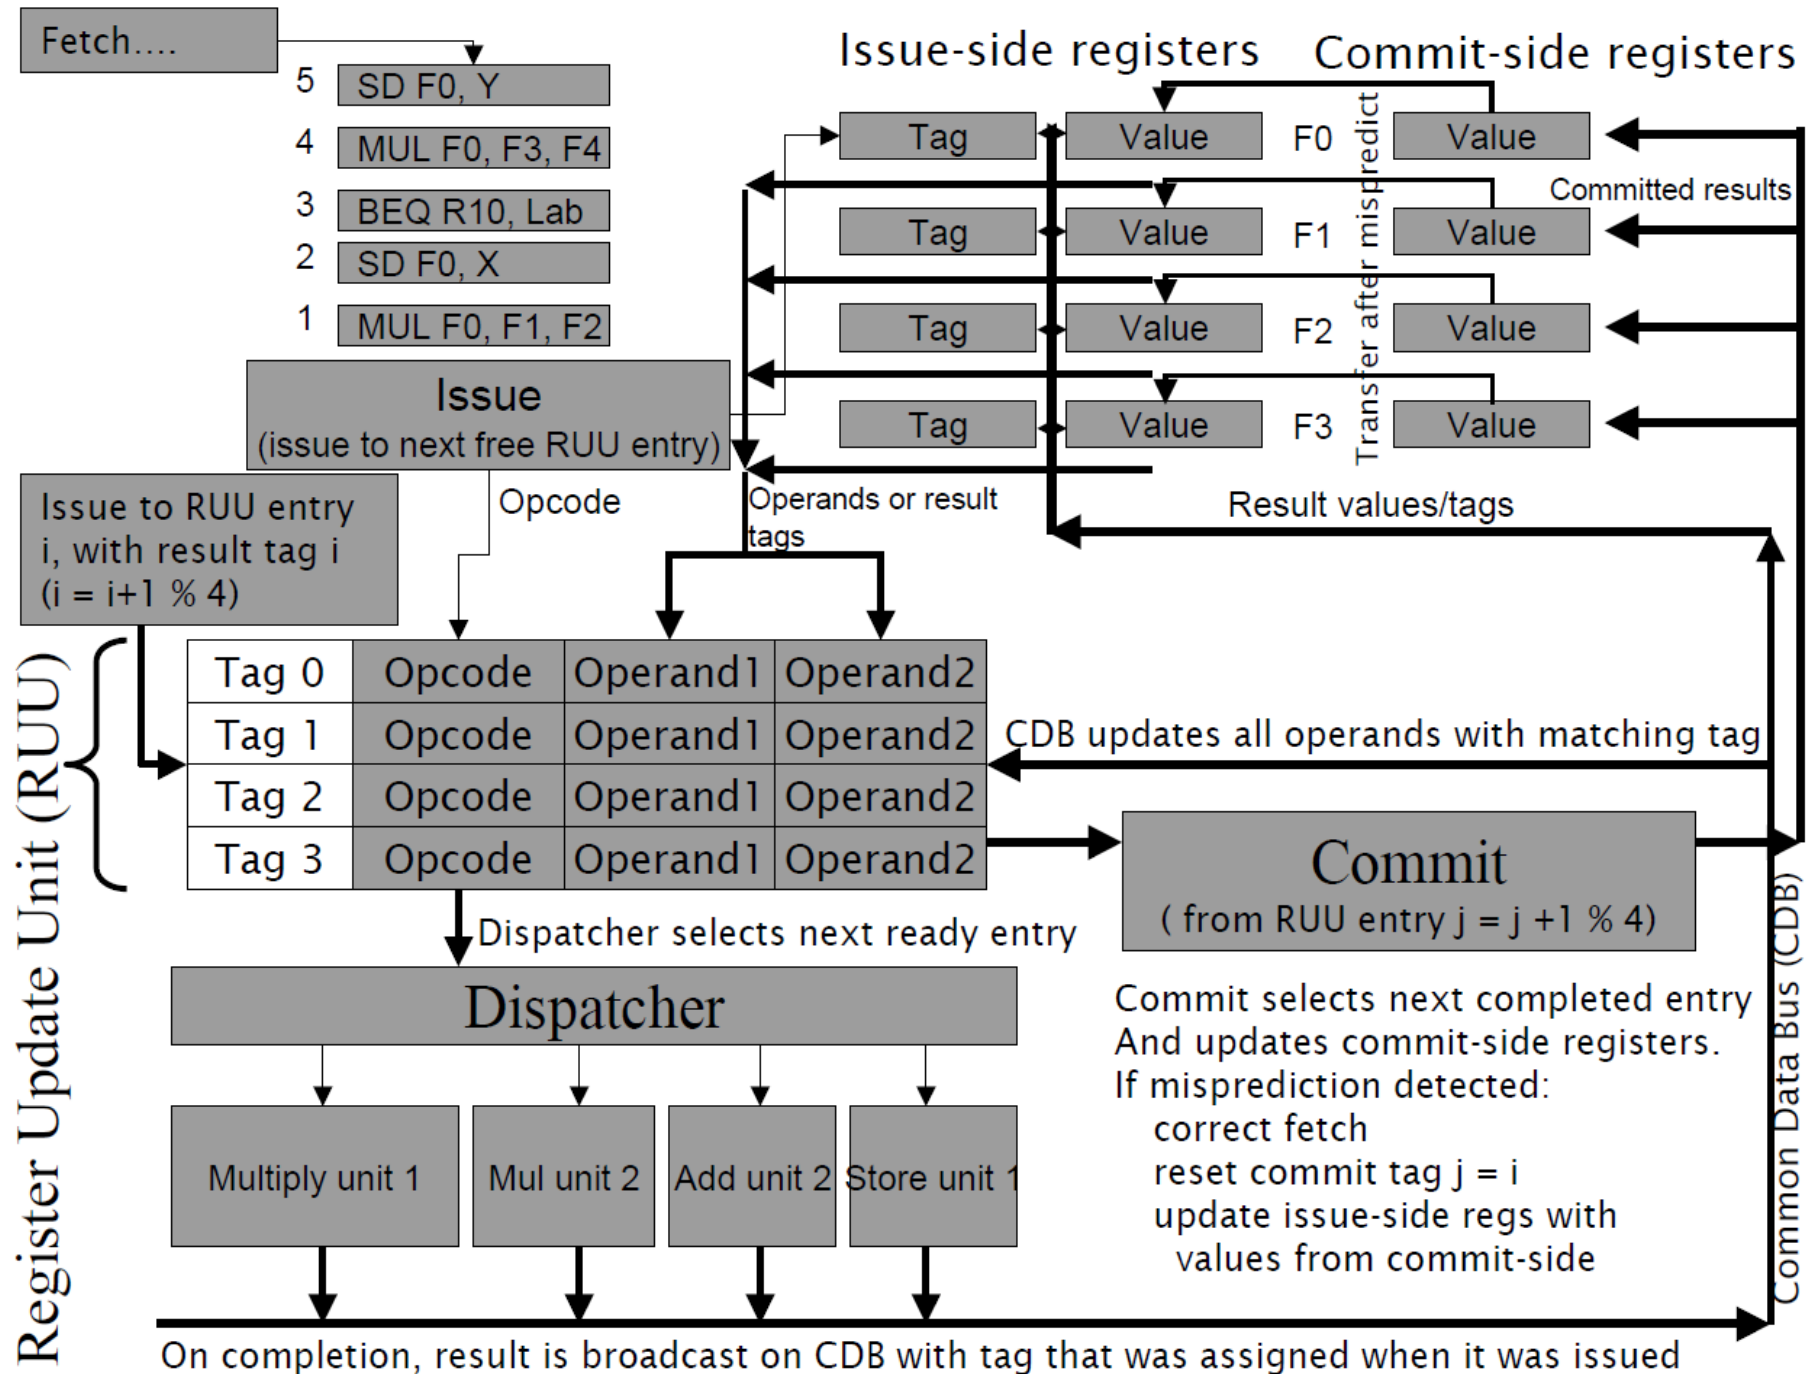 Fetch....
Issue-side registers
Commit-side registers
5 SD F0, Y
4 MUL F0, F3, F4
3 BEQ R10, Lab
2 SD F0, X
1 MUL F0, F1, F2
Tag Value F0 Value
Tag Value F1 Value
Tag Value F2 Value
Tag Value F3 Value
Transfer after mispredict
Committed results
Issue
(issue to next free RUU entry)
Issue to RUU entry
i, with result tag i
(i = i+1 % 4)
Opcode
Operands or result
tags
Result values/tags
Register Update Unit (RUU)
Tag 0 Opcode Operand1 Operand2
Tag 1 Opcode Operand1 Operand2
Tag 2 Opcode Operand1 Operand2
Tag 3 Opcode Operand1 Operand2
CDB updates all operands with matching tag
Commit
( from RUU entry j = j +1 % 4)
Dispatcher selects next ready entry
Dispatcher
Commit selects next completed entry
And updates commit-side registers.
If misprediction detected:
correct fetch
reset commit tag j = i
update issue-side regs with
values from commit-side
Common Data Bus (CDB)
Multiply unit 1
Mul unit 2
Add unit 2
Store unit 1
On completion, result is broadcast on CDB with tag that was assigned when it was issued